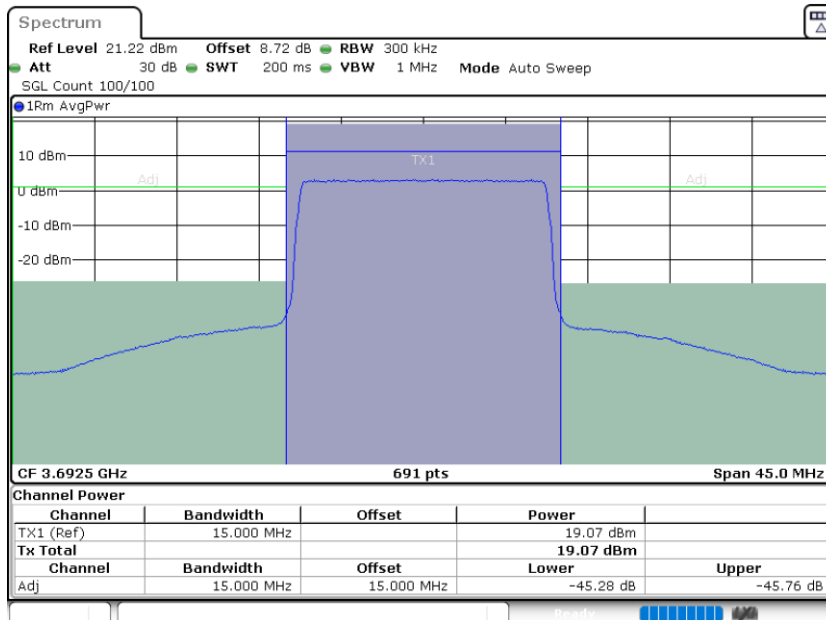 Spectrum
Ref Level 21.22 dBm Offset 8.72 dB RBW 300 kHz
Att 30 dB SWT 200 ms VBW 1 MHz Mode Auto Sweep
SGL Count 100/100
1Rm AvgPwr
10 dBm
TX1
Adj Adj
0 dBm
-10 dBm
-20 dBm
CF 3.6925 GHz 691 pts Span 45.0 MHz
Channel Power
Channel Bandwidth Offset Power
TX1 (Ref) 15.000 MHz 19.07 dBm
Tx Total 19.07 dBm
Channel Bandwidth Offset Lower Upper
Adj 15.000 MHz 15.000 MHz -45.28 dB -45.76 dB
Ready